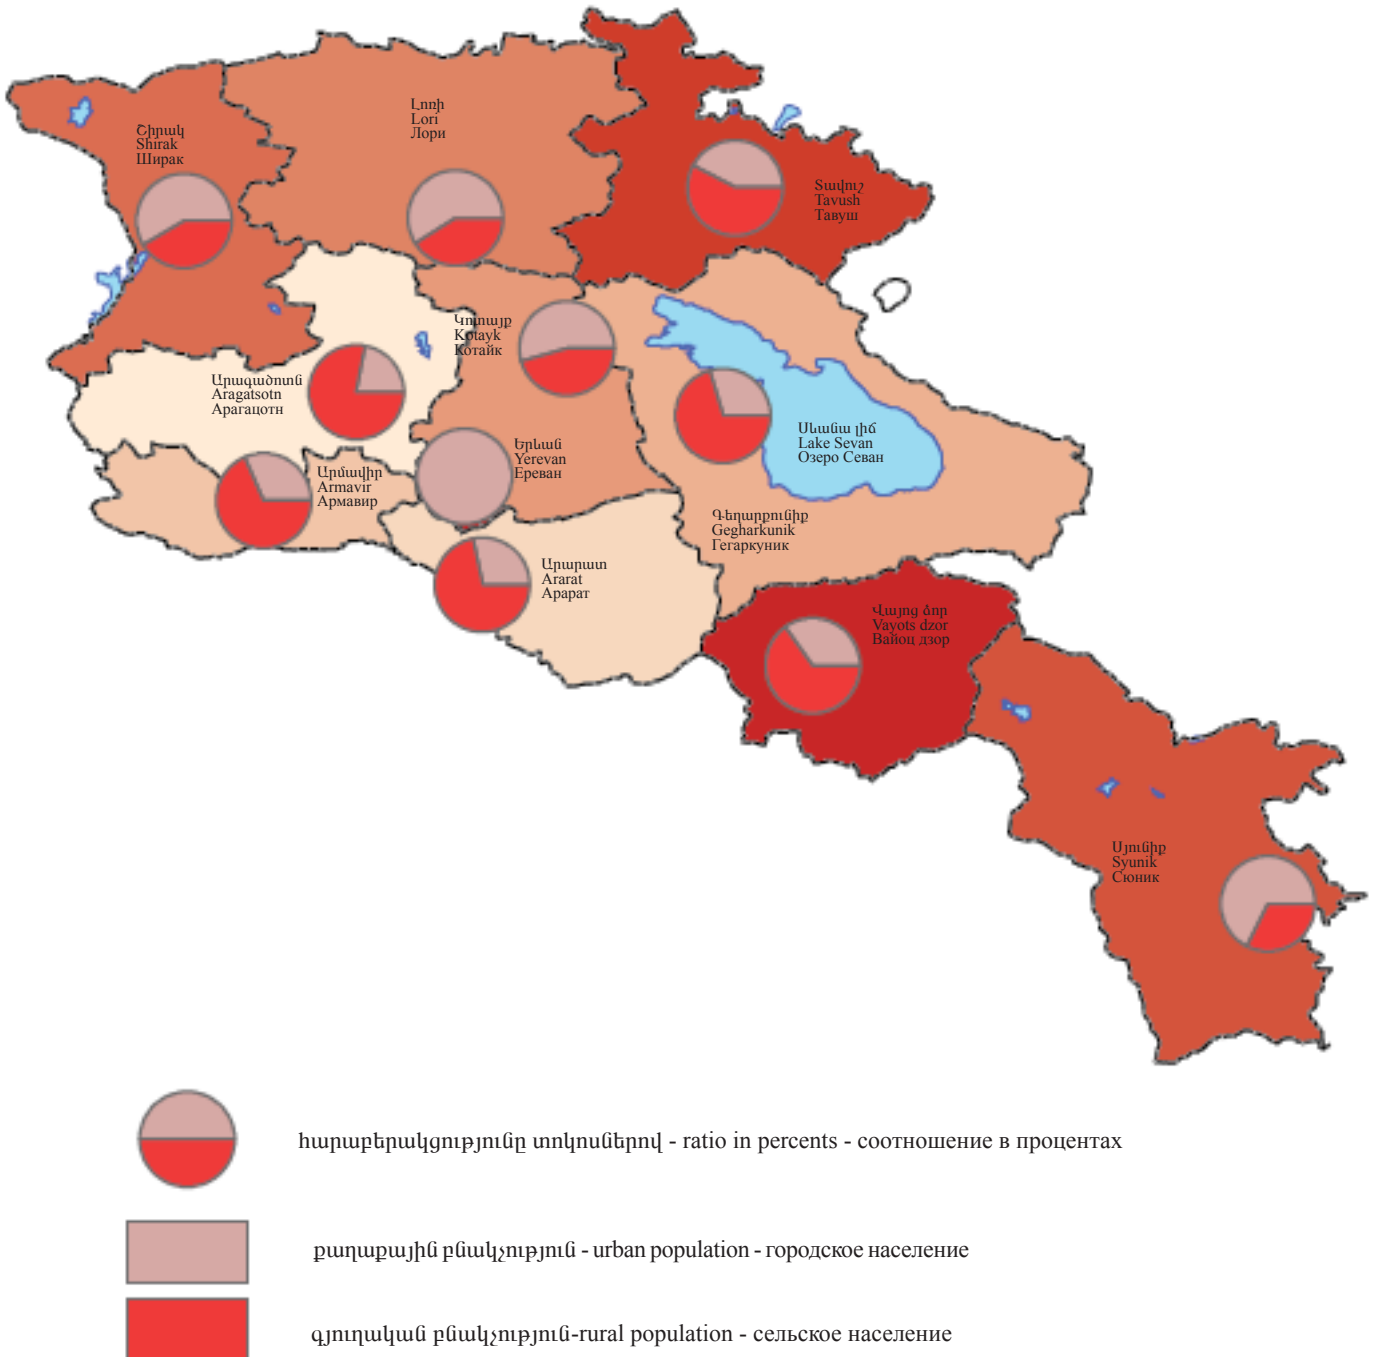 Շիրակ
Shirak
Ширак
Լոռի
Lori
Лори
Տավուշ
Tavush
Тавуш
Կոտայք
Kotayk
Котайк
Արագածոտն
Aragatsotn
Арагацотн
Երևան
Yerevan
Ереван
Արմավիր
Armavir
Армавир
Սևանա լիճ
Lake Sevan
Озеро Севан
Գեղարքունիք
Gegharkunik
Гегаркуник
Արարատ
Ararat
Арарат
Վայոց ձոր
Vayots dzor
Вайоц дзор
Սյունիք
Syunik
Сюник
հարաբերակցությունը տոկոսներով - ratio in percents - соотношение в процентах
քաղաքային բնակչություն - urban population - городское население
գյուղական բնակչություն-rural population - сельское население